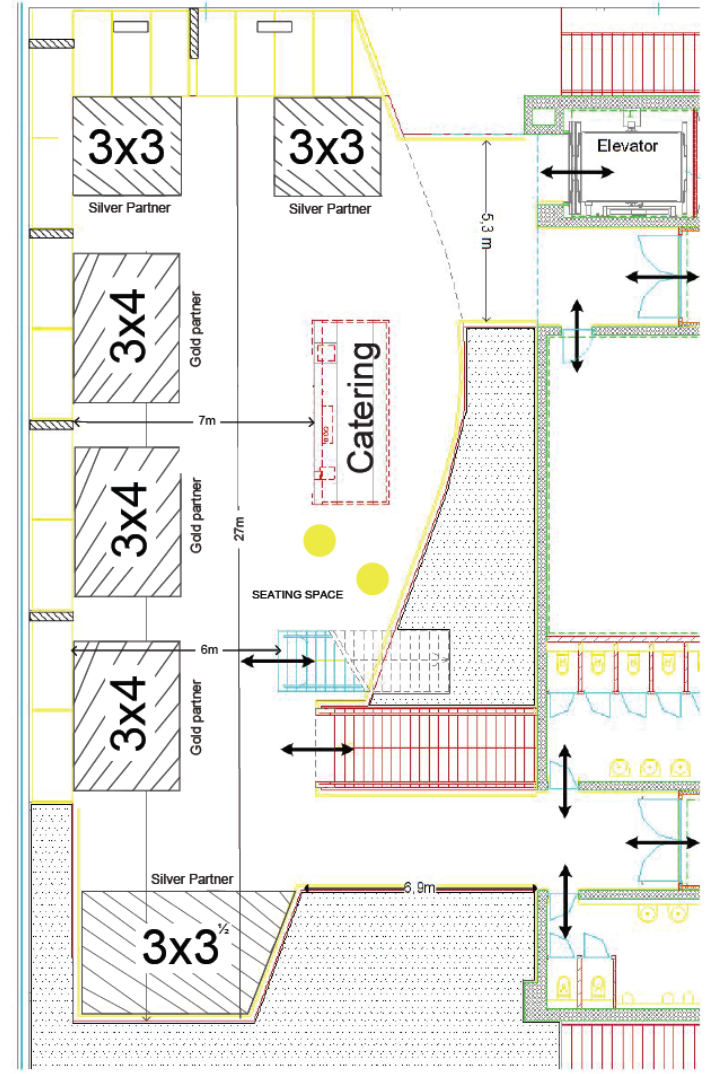 3x3
3x3
Elevator
Silver Partner
Silver Partner
5,3 m
3x4
Gold partner
Catering
7m
3x4
Gold partner
27m
SEATING SPACE
6m
3x4
Gold partner
Silver Partner
6,9m
3x3½